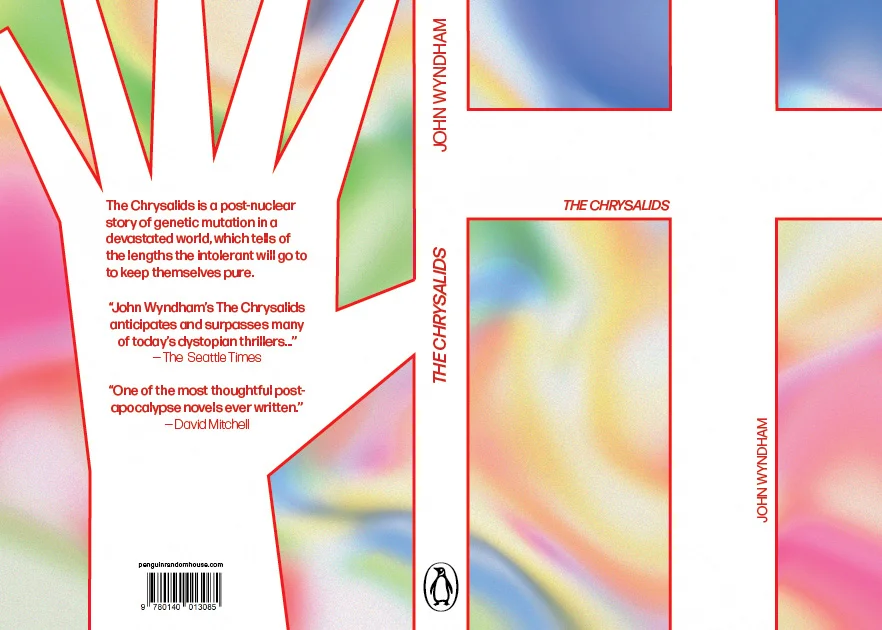 The Chrysalids is a post-nuclear
story of genetic mutation in a
devastated world, which tells of
the lengths the intolerant will go to
to keep themselves pure.
“John Wyndham’s The Chrysalids
anticipates and surpasses many
of today’s dystopian thrillers...”
—The Seattle Times
“One of the most thoughtful post-
apocalypse novels ever written.”
—David Mitchell
penguinrandomhouse.com
9 780140 013085
JOHN WYNDHAM
THE CHRYSALIDS
THE CHRYSALIDS
JOHN WYNDHAM